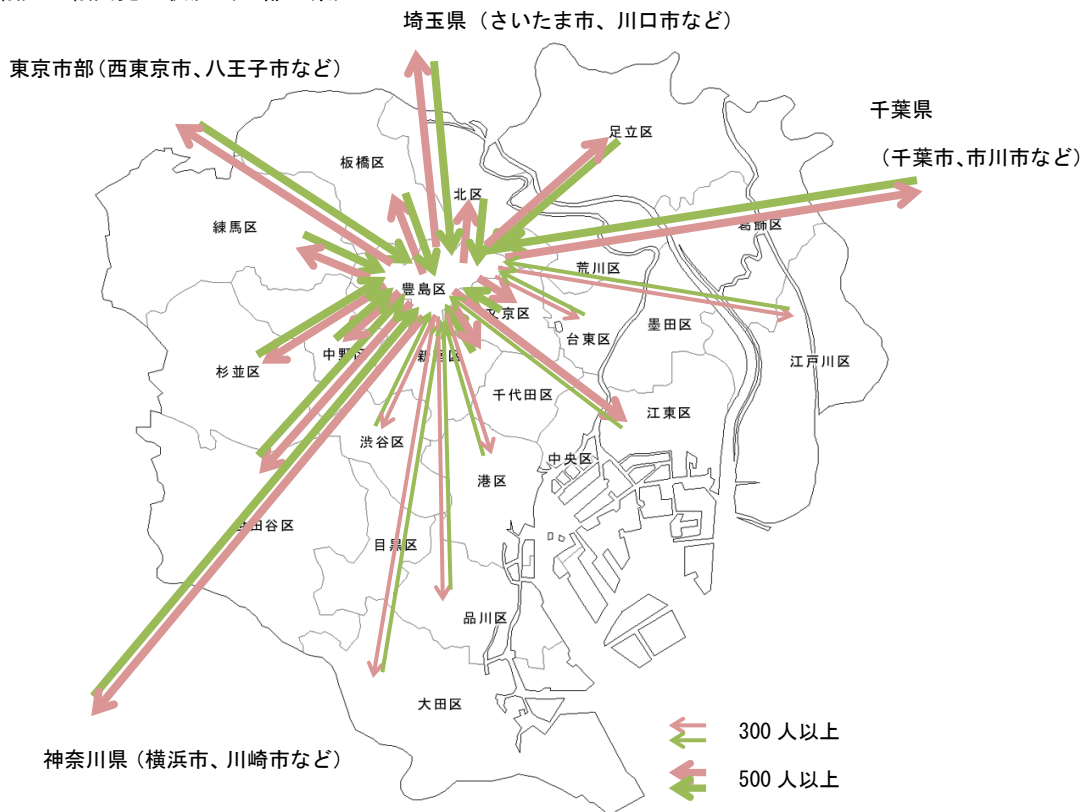 埼玉県（さいたま市、川口市など）
東京市部（西東京市、八王子市など）
千葉県
（千葉市、市川市など）
足立区
板橋区
北区
練馬区
葛飾区
荒川区
豊島区
文京区
墨田区
台東区
中野区
杉並区
江戸川区
千代田区
江東区
渋谷区
中央区
港区
世田谷区
目黒区
品川区
大田区
300 人以上
神奈川県（横浜市、川崎市など）
500 人以上